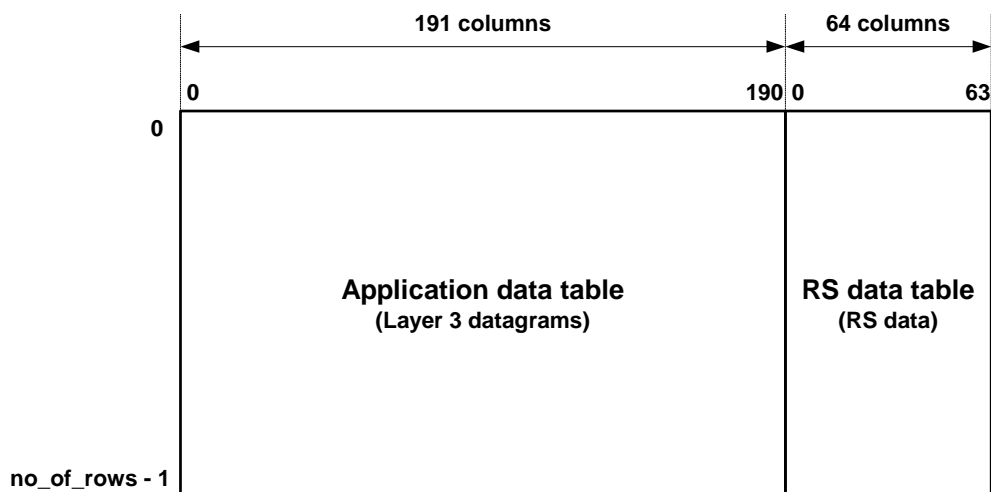 191 columns
64 columns
0
190
0
63
0
Application data table
(Layer 3 datagrams)
RS data table
(RS data)
no_of_rows - 1